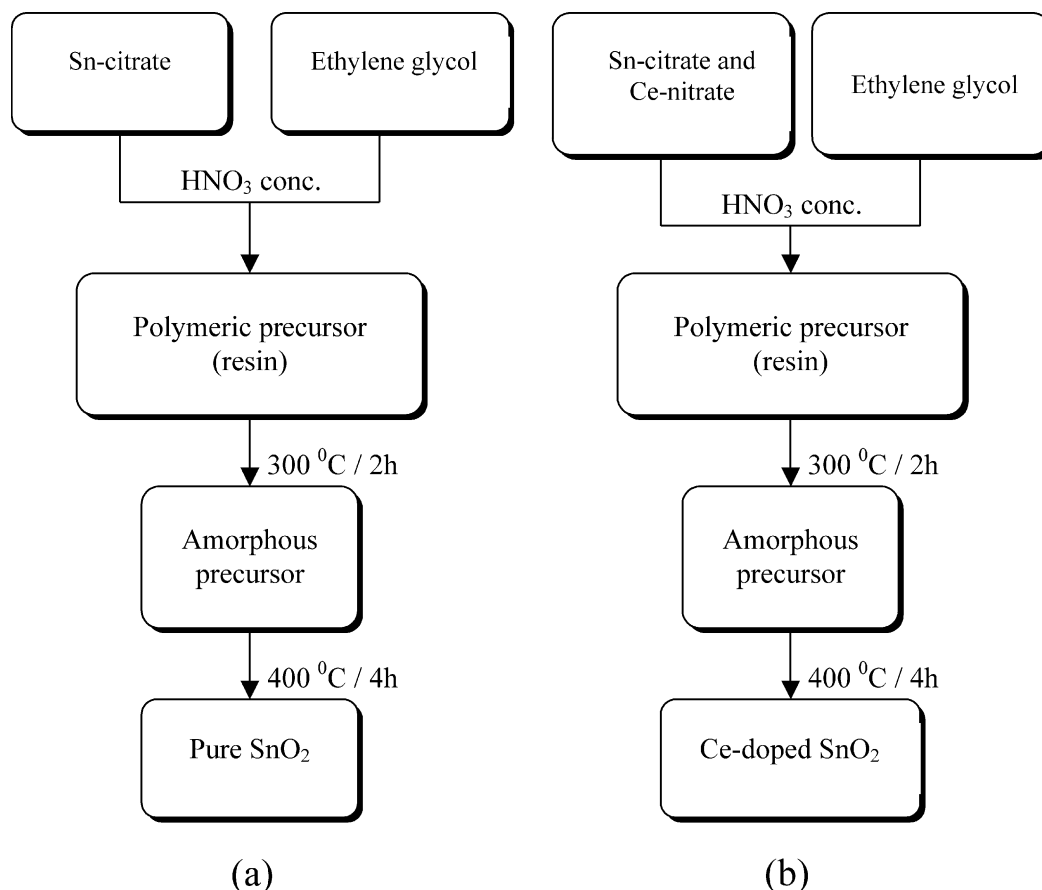 Sn-citrate
Ethylene glycol
HNO₃ conc.
Polymeric precursor
(resin)
300 ⁰C / 2h
Amorphous
precursor
400 ⁰C / 4h
Pure SnO₂
(a)
Sn-citrate and
Ce-nitrate
Ethylene glycol
HNO₃ conc.
Polymeric precursor
(resin)
300 ⁰C / 2h
Amorphous
precursor
400 ⁰C / 4h
Ce-doped SnO₂
(b)